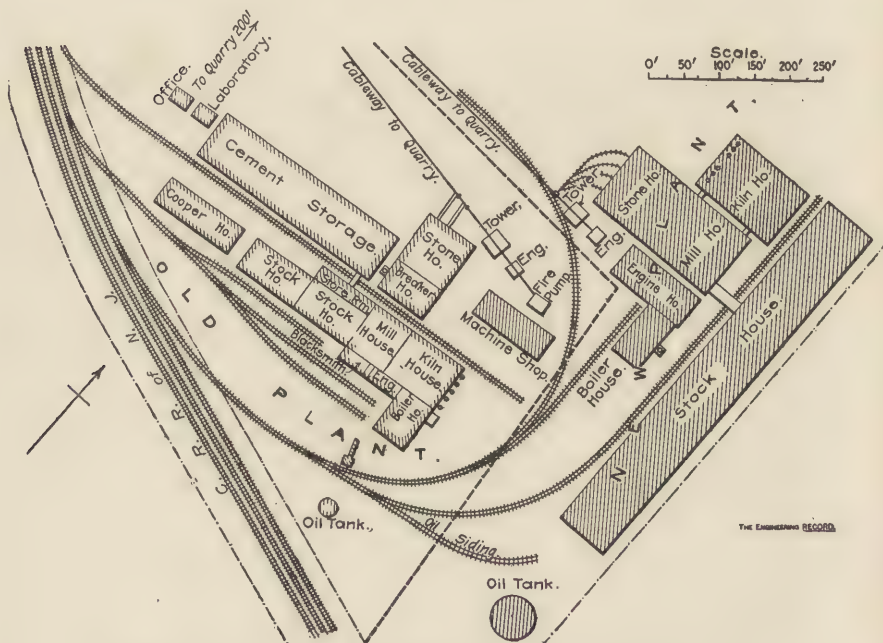 Scale.
0' 50' 100' 150' 200' 250'
Office.
To Quarry 200'
Laboratory.
Cableway to Quarry.
Cableway to Quarry.
Cement Storage
Cooper Ho.
Stone Ho.
Breaker Ho.
Tower.
Eng.
Fire Pump.
Tower
Eng.
Stone Ho.
Kiln Ho.
Mill Ho.
Engine Ho.
Boiler House.
Stock House
Machine Shop.
Stock Ho.
Stock Ho.
Mill House
Kiln House
Blacksmith.
Eng.
Boiler Ho.
OLD PLANT.
NEW PLANT.
C. R. R. of N. J.
Oil Tank.
Oil Siding
Oil Tank.
THE ENGINEERING RECORD.